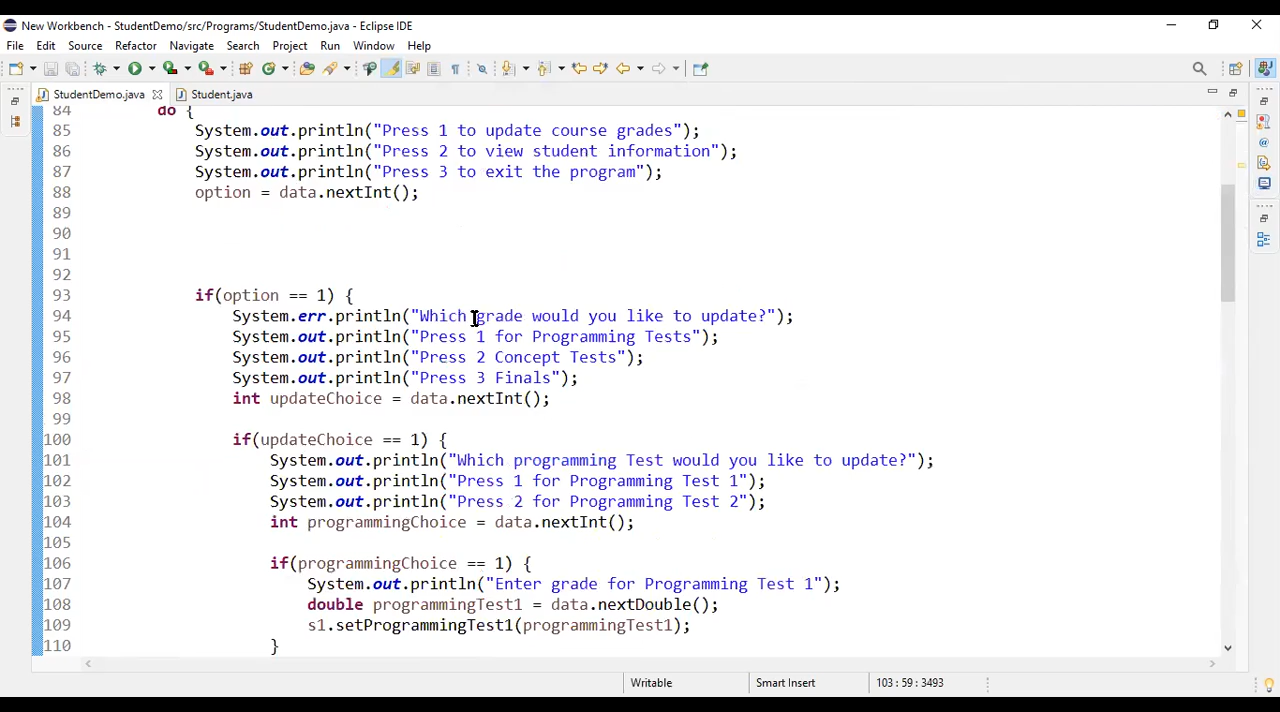 New Workbench - StudentDemo/src/Programs/StudentDemo.java - Eclipse IDE
File Edit Source Refactor Navigate Search Project Run Window Help
StudentDemo.java Student.java
84 do {
85 System.out.println("Press 1 to update course grades");
86 System.out.println("Press 2 to view student information");
87 System.out.println("Press 3 to exit the program");
88 option = data.nextInt();
89
90
91
92
93 if(option == 1) {
94 System.err.println("Which grade would you like to update?");
95 System.out.println("Press 1 for Programming Tests");
96 System.out.println("Press 2 Concept Tests");
97 System.out.println("Press 3 Finals");
98 int updateChoice = data.nextInt();
99
100 if(updateChoice == 1) {
101 System.out.println("Which programming Test would you like to update?");
102 System.out.println("Press 1 for Programming Test 1");
103 System.out.println("Press 2 for Programming Test 2");
104 int programmingChoice = data.nextInt();
105
106 if(programmingChoice == 1) {
107 System.out.println("Enter grade for Programming Test 1");
108 double programmingTest1 = data.nextDouble();
109 s1.setProgrammingTest1(programmingTest1);
110 }
Writable Smart Insert 103 : 59 : 3493